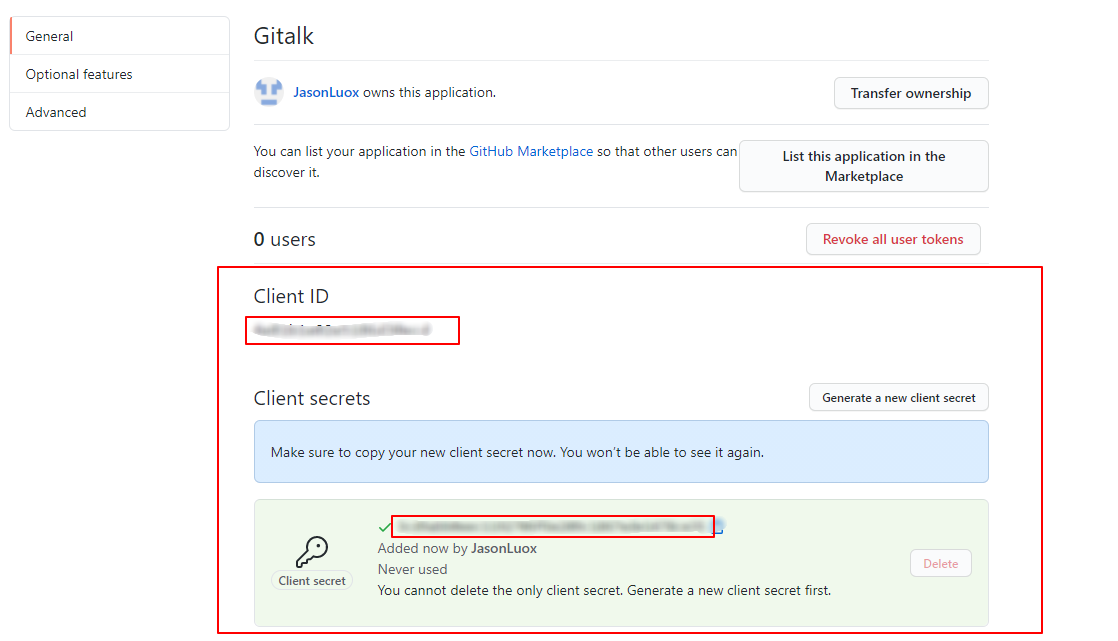 General
Optional features
Advanced
Gitalk
JasonLuox owns this application.
Transfer ownership
You can list your application in the GitHub Marketplace so that other users can
discover it.
List this application in the
Marketplace
0 users
Revoke all user tokens
Client ID
Client secrets
Generate a new client secret
Make sure to copy your new client secret now. You won't be able to see it again.
Added now by JasonLuox
Never used
You cannot delete the only client secret. Generate a new client secret first.
Client secret
Delete